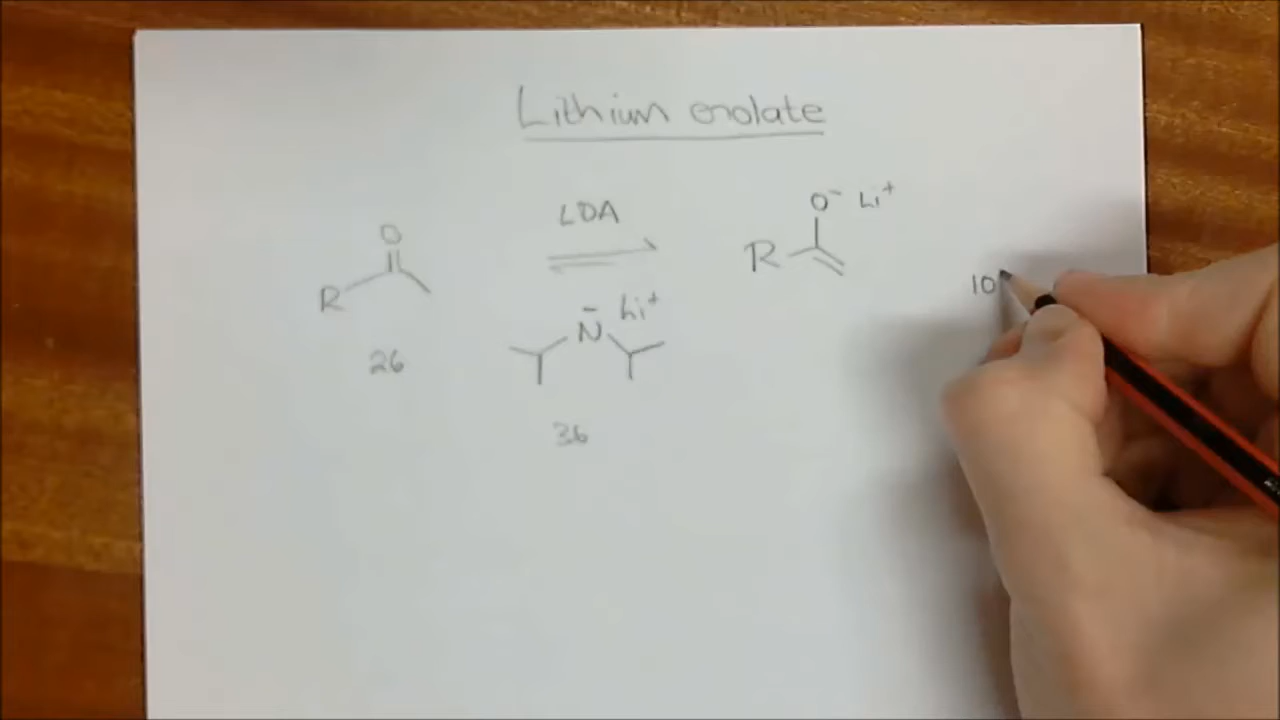 Lithium enolate
LDA
O
R
26
N⁻ Li⁺
36
O⁻ Li⁺
R
10